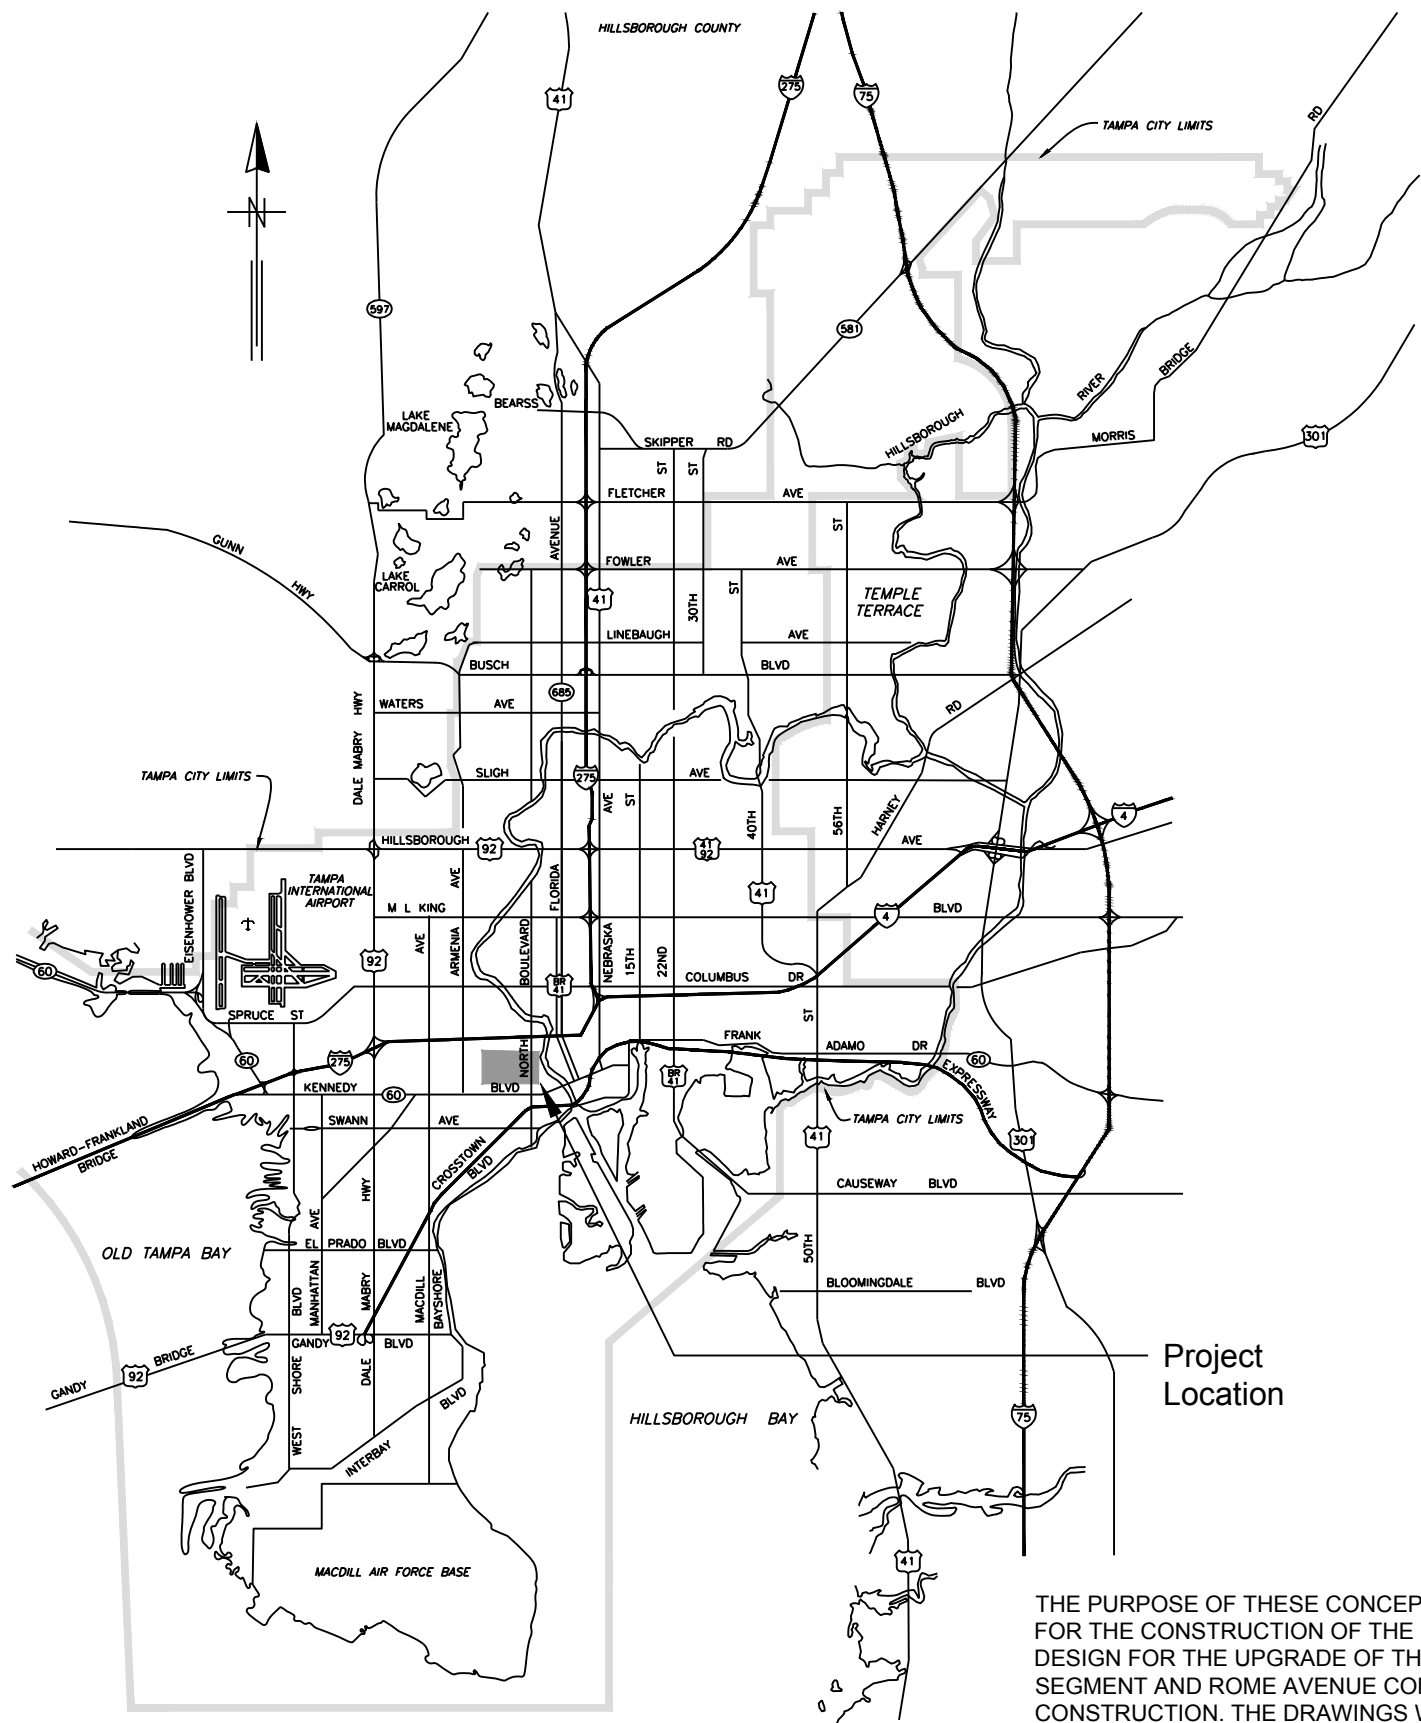 HILLSBOROUGH COUNTY
275
75
41
TAMPA CITY LIMITS
RD
N
597
581
BRIDGE
RIVER
MORRIS
301
LAKE
MAGDALENE
BEARSS
HILLSBOROUGH
SKIPPER RD
ST
ST
FLETCHER AVE
AVENUE
ST
GUNN
HWY
FOWLER AVE
LAKE
CARROL
41
30TH
ST
TEMPLE
TERRACE
LINEBAUGH AVE
BUSCH BLVD
685
HWY
WATERS AVE
RD
DALE MABRY
TAMPA CITY LIMITS
SLIGH AVE
275
AVE
ST
40TH
56TH
HARNEY
4
HILLSBOROUGH
92
41
92
AVE
EISENHOWER BLVD
TAMPA
INTERNATIONAL
AIRPORT
AVE
FLORIDA
41
M L KING BLVD
4
AVE
ARMENIA
BOULEVARD
NEBRASKA
15TH
22ND
92
60
COLUMBUS DR
BR
41
SPRUCE ST
ST
FRANK
ADAMO DR
60
275
60
NORTH
BR
41
EXPRESSWAY
KENNEDY
60
BLVD
SWANN AVE
TAMPA CITY LIMITS
HOWARD-FRANKLAND
BRIDGE
CROSSTOWN
BLVD
41
301
HWY
CAUSEWAY BLVD
AVE
OLD TAMPA BAY
EL PRADO BLVD
50TH
BLVD
MANHATTAN
MABRY
MACDILL
BAYSHORE
BLOOMINGDALE BLVD
92
GANDY BLVD
BRIDGE
92
GANDY
SHORE
DALE
Project
Location
BLVD
HILLSBOROUGH BAY
75
WEST
INTERBAY
MACDILL AIR FORCE BASE
41
THE PURPOSE OF THESE CONCEP
FOR THE CONSTRUCTION OF THE
DESIGN FOR THE UPGRADE OF TH
SEGMENT AND ROME AVENUE CO
CONSTRUCTION. THE DRAWINGS